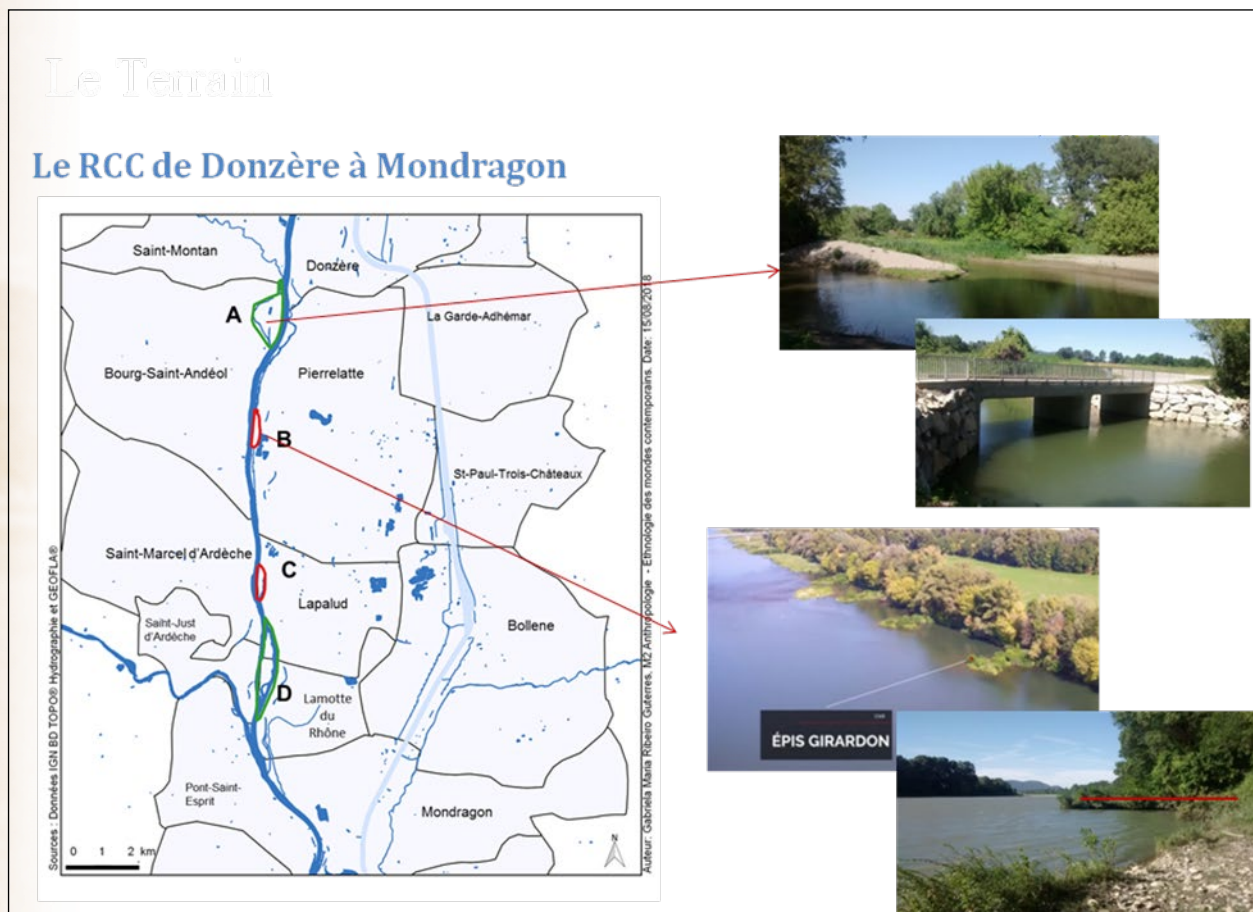 Le Terrain
Le RCC de Donzère à Mondragon
Saint-Montan
Donzère
A
La Garde-Adhémar
Bourg-Saint-Andéol
Pierrelatte
B
St-Paul-Trois-Châteaux
Saint-Marcel d'Ardèche
C
Lapalud
Saiht-Just
d'Ardèche
Bollene
D
Lamotte
du
Rhône
Pont-Saint-
Esprit
Mondragon
0 1 2 km
N
Sources : Données IGN BD TOPO® Hydrographie et GEOFLA®
Auteur: Gabriela Maria Ribeiro Guterres, M2 Anthropologie - Ethnologie des mondes contemporains. Date: 15/08/2018
ÉPIS GIRARDON